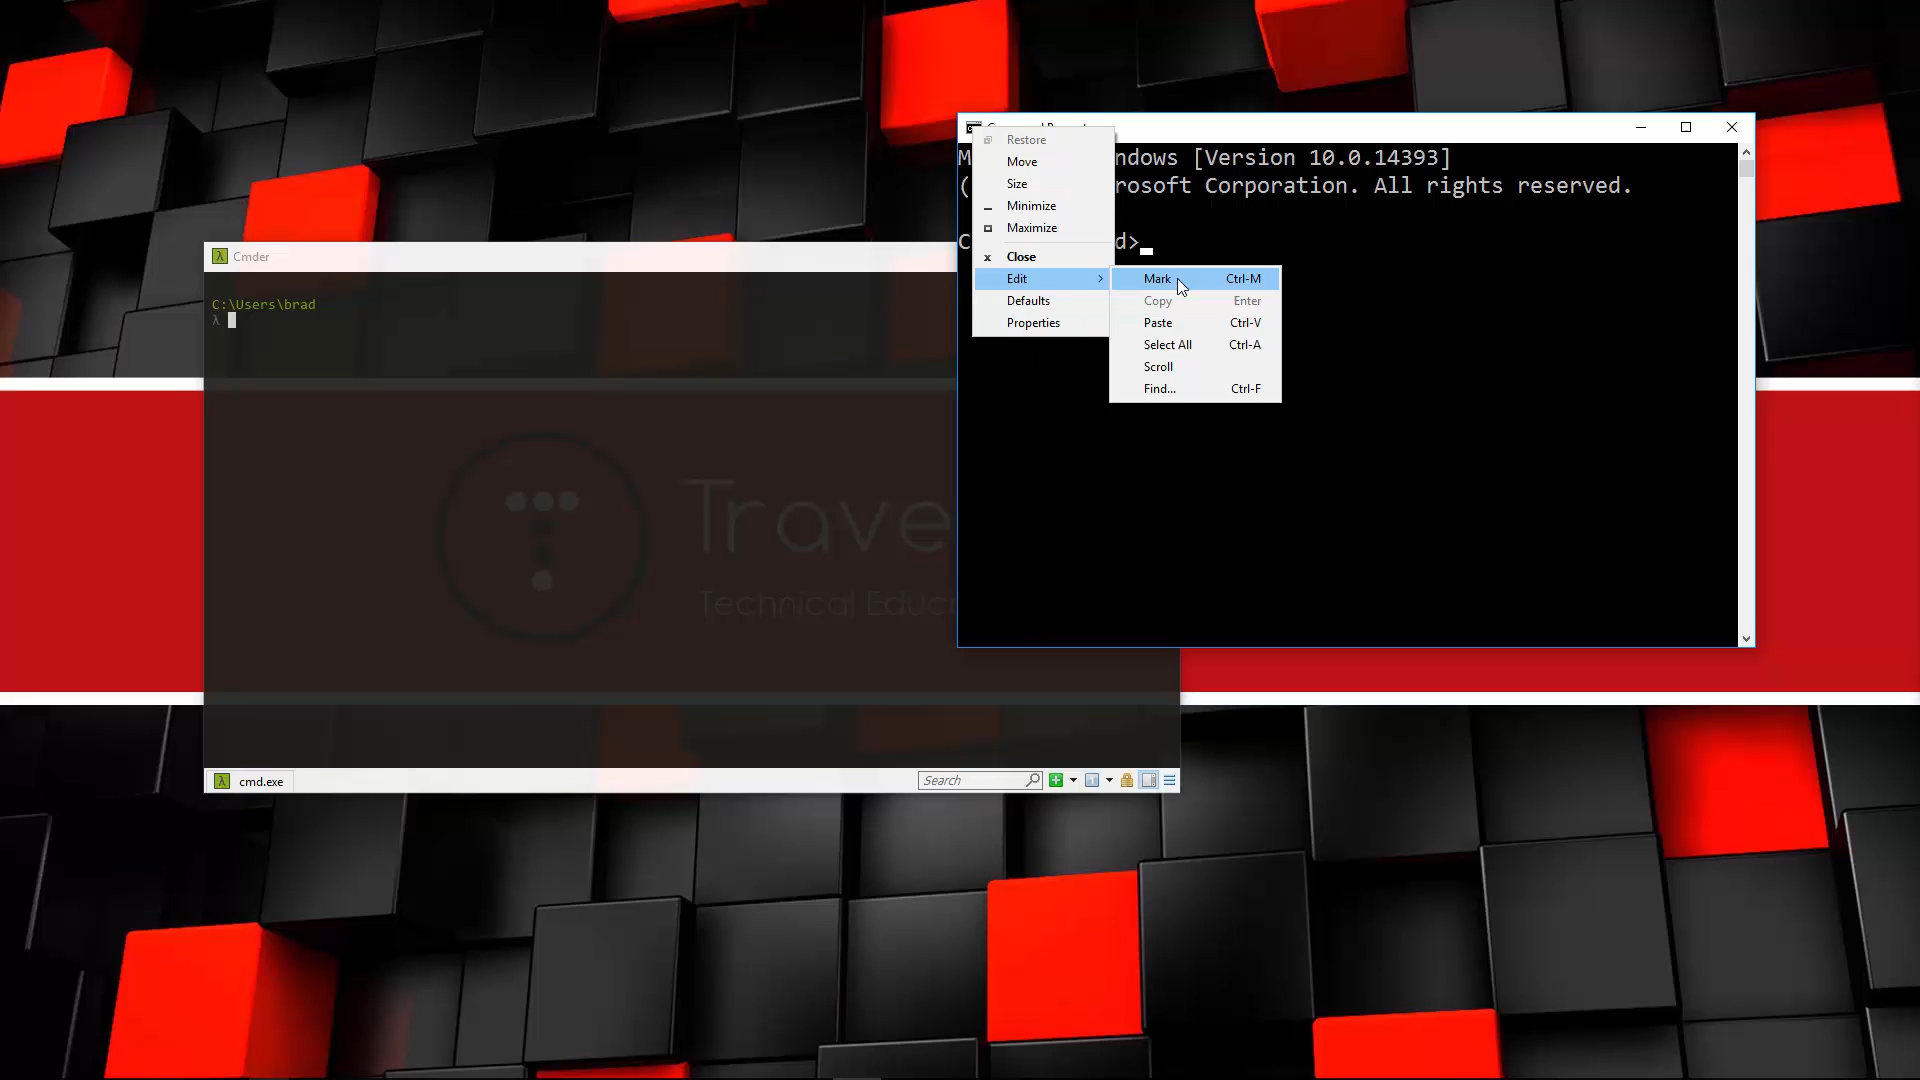 Restore
Move
Size
Minimize
Maximize
Close
Edit
Defaults
Properties
Mark Ctrl-M
Copy Enter
Paste Ctrl-V
Select All Ctrl-A
Scroll
Find... Ctrl-F
M
ndows [Version 10.0.14393]
(
rosoft Corporation. All rights reserved.
C
d>
Cmder
C:\Users\brad
λ
T Trave
Technical Educ
λ cmd.exe
Search